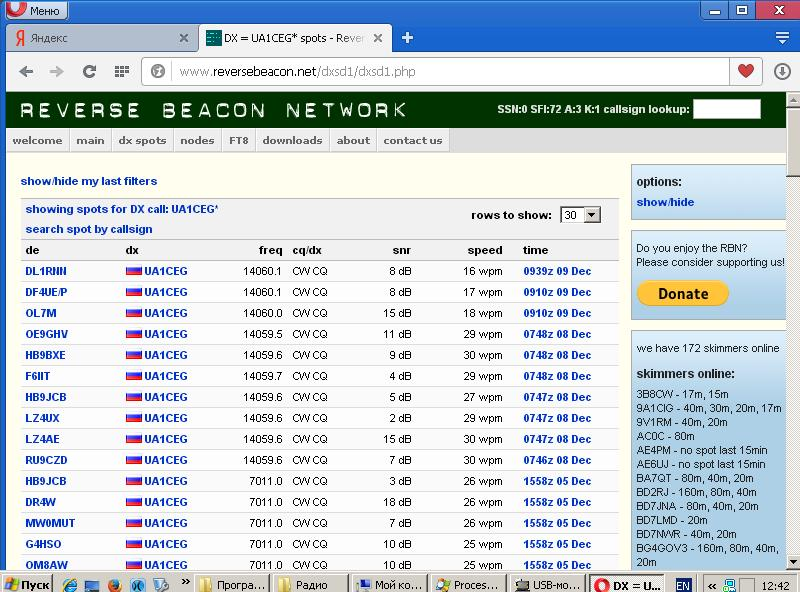 Меню
Яндекс
DX = UA1CEG* spots - Rever
www.reversebeacon.net/dxsd1/dxsd1.php
REVERSE BEACON NETWORK
SSN:0 SFI:72 A:3 K:1 callsign lookup:
welcome main dx spots nodes FT8 downloads about contact us
show/hide my last filters
showing spots for DX call: UA1CEG*
rows to show: 30
search spot by callsign
de dx freq cq/dx snr speed time
DL1RNN UA1CEG 14060.1 CW CQ 8 dB 16 wpm 0939z 09 Dec
DF4UE/P UA1CEG 14060.1 CW CQ 8 dB 17 wpm 0910z 09 Dec
OL7M UA1CEG 14060.0 CW CQ 15 dB 18 wpm 0910z 09 Dec
OE9GHV UA1CEG 14059.5 CW CQ 11 dB 29 wpm 0748z 08 Dec
HB9BXE UA1CEG 14059.6 CW CQ 9 dB 30 wpm 0748z 08 Dec
F6IIT UA1CEG 14059.7 CW CQ 4 dB 29 wpm 0748z 08 Dec
HB9JCB UA1CEG 14059.6 CW CQ 5 dB 27 wpm 0747z 08 Dec
LZ4UX UA1CEG 14059.6 CW CQ 2 dB 29 wpm 0747z 08 Dec
LZ4AE UA1CEG 14059.6 CW CQ 15 dB 30 wpm 0747z 08 Dec
RU9CZD UA1CEG 14059.6 CW CQ 7 dB 30 wpm 0746z 08 Dec
HB9JCB UA1CEG 7011.0 CW CQ 3 dB 26 wpm 1558z 05 Dec
DR4W UA1CEG 7011.0 CW CQ 18 dB 26 wpm 1558z 05 Dec
MW0MUT UA1CEG 7011.0 CW CQ 7 dB 26 wpm 1558z 05 Dec
G4HSO UA1CEG 7011.0 CW CQ 10 dB 25 wpm 1558z 05 Dec
OM8AW UA1CEG 7011.0 CW CQ 10 dB 25 wpm 1558z 05 Dec
options:
show/hide
Do you enjoy the RBN?
Please consider supporting us!
Donate
we have 172 skimmers online
skimmers online:
3B8CW - 17m, 15m
9A1CIG - 40m, 30m, 20m, 17m
9V1RM - 40m, 20m
AC0C - 80m
AE4PM - no spot last 15min
AE6UJ - no spot last 15min
BA7QT - 80m, 40m, 20m
BD2RJ - 160m, 80m, 40m
BD7JNA - 80m, 40m, 20m
BD7LMD - 20m
BD7NWR - 40m, 20m
BG4GOV3 - 160m, 80m, 40m,
20m
Пуск » Програ... Радио Мой ко... Proces... USB-мо... DX = U... EN « 12:42